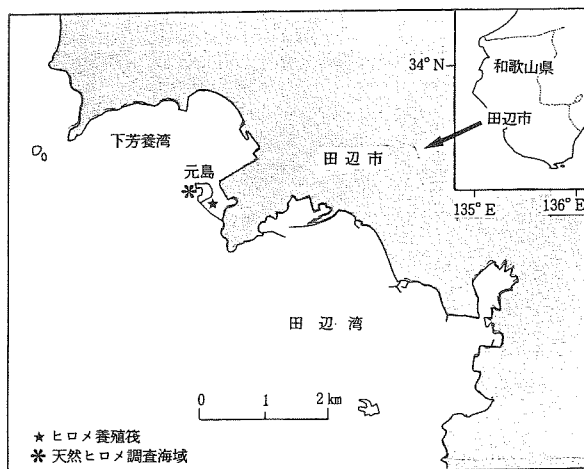 34° N
和歌山県
田辺市
135° E
136° E
下芳養湾
元島
田辺市
田辺湾
0 1 2 km
★ ヒロメ養殖筏
＊ 天然ヒロメ調査海域